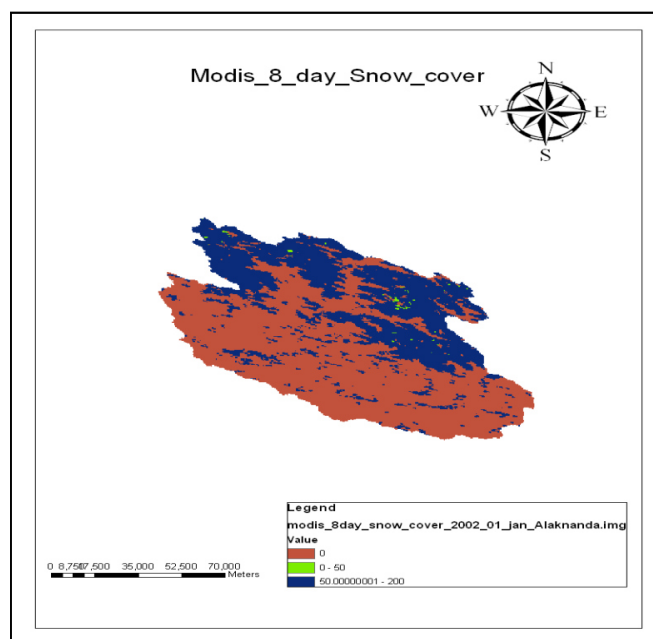 Modis_8_day_Snow_cover
N
W E
S
Legend
modis_8day_snow_cover_2002_01_jan_Alaknanda.img
Value
0
0 - 50
50.00000001 - 200
0 8,750 17,500 35,000 52,500 70,000
Meters